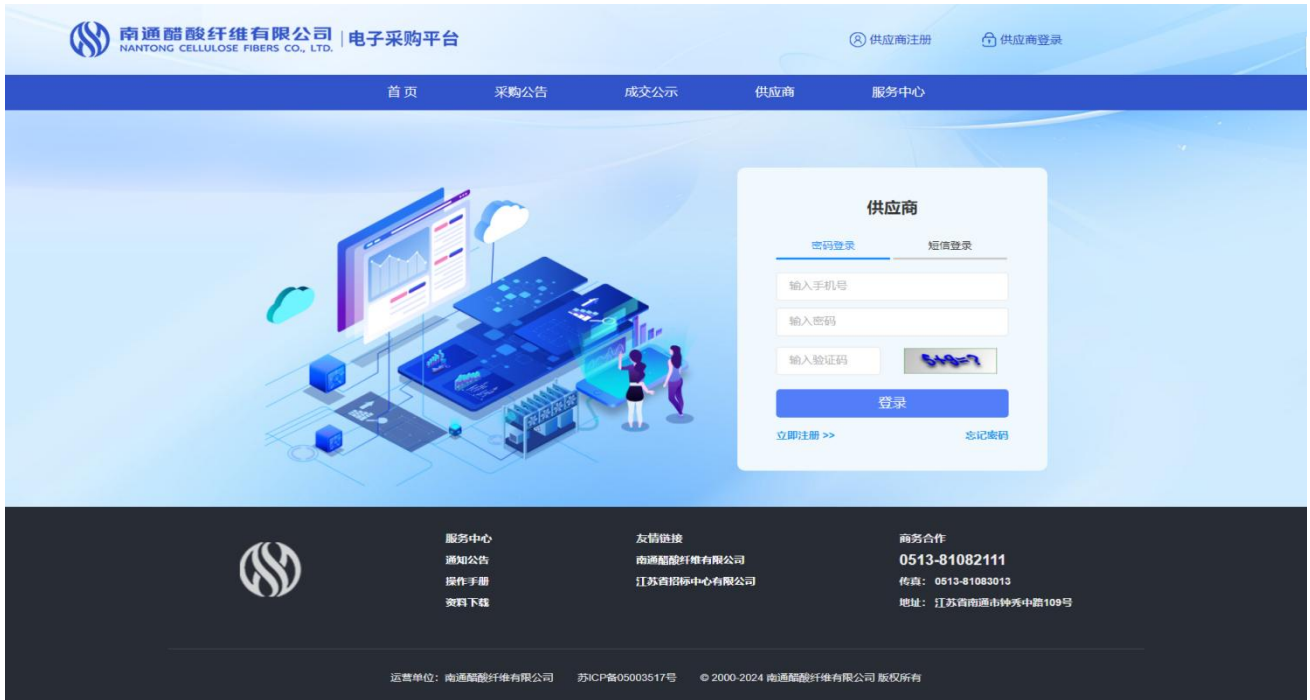 南通醋酸纤维有限公司 | 电子采购平台
NANTONG CELLULOSE FIBERS CO., LTD.
供应商注册 供应商登录
首页 采购公告 成交公示 供应商 服务中心
供应商
密码登录 短信登录
输入手机号
输入密码
输入验证码 5+8=?
登录
立即注册 >> 忘记密码
服务中心 友情链接 商务合作
通知公告 南通醋酸纤维有限公司 0513-81082111
操作手册 江苏省招标中心有限公司 传真: 0513-81083013
资料下载 地址: 江苏省南通市钟秀中路109号
运营单位: 南通醋酸纤维有限公司 苏ICP备05003517号 © 2000-2024 南通醋酸纤维有限公司 版权所有